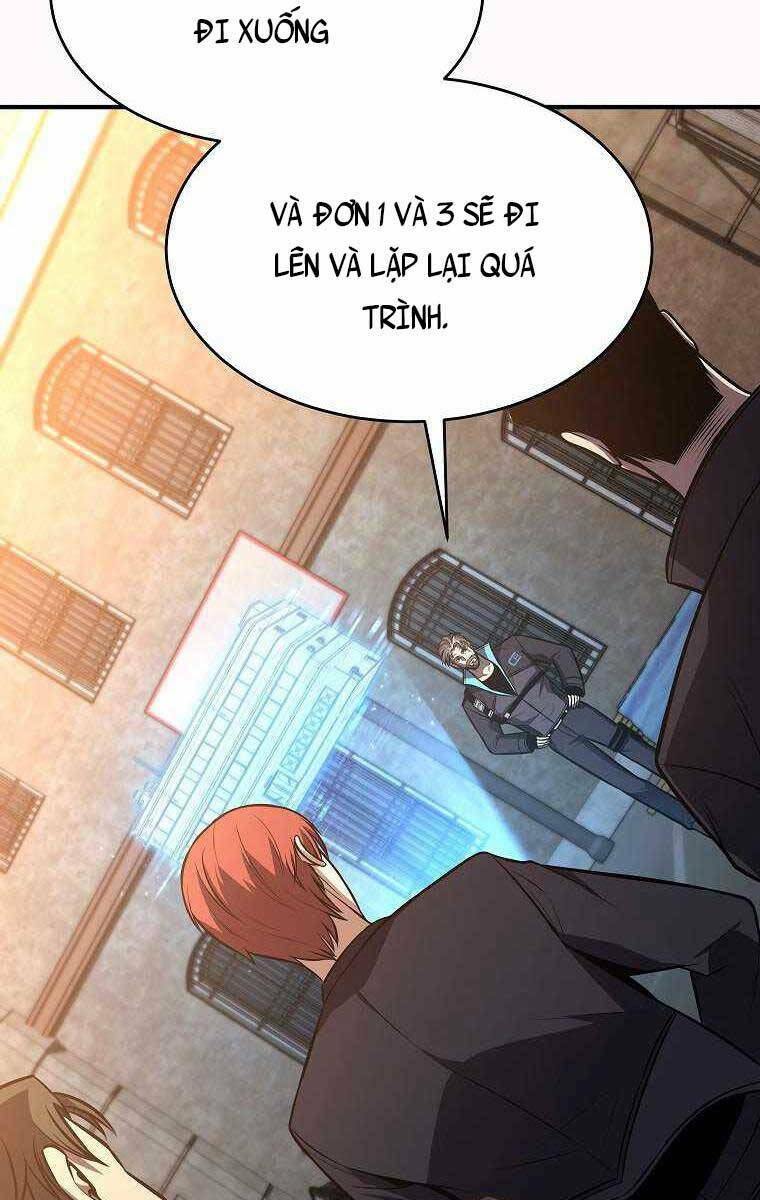 ĐI XUỐNG
VÀ ĐƠN 1 VÀ 3 SẼ ĐI
LÊN VÀ LẶP LẠI QUÁ
TRÌNH.